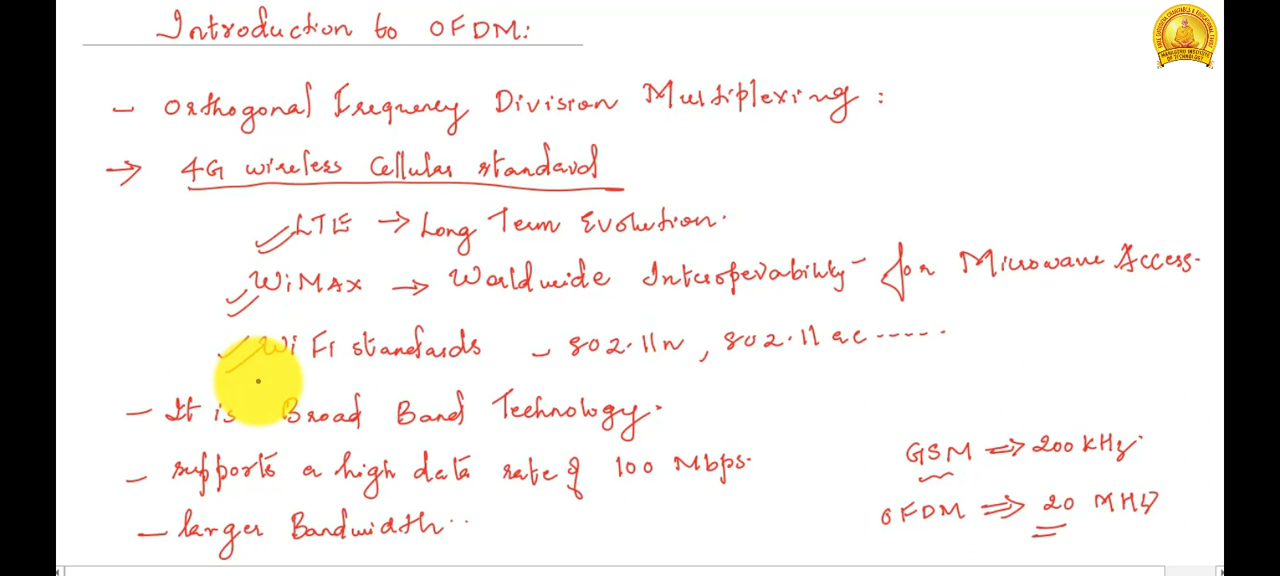 Introduction to OFDM:
- Orthogonal Frequency Division Multiplexing :
→ 4G wireless Cellular standard
LTE → Long Term Evolution.
WiMAX → Worldwide Interoperability - for Microwave Access.
WiFi standards - 802.11n, 802.11ac -----
- It is Broad Band Technology.
- supports a high data rate of 100 Mbps.
- larger Bandwidth..
GSM ⇒ 200 KHz.
OFDM ⇒ 20 MHz